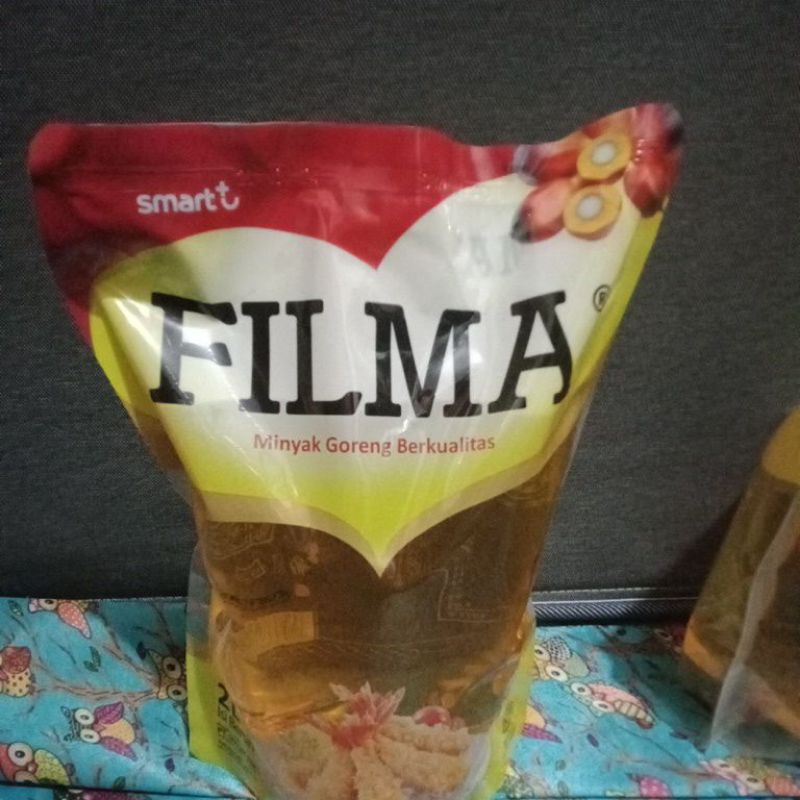 smart
FILMA
®
Minyak Goreng Berkualitas